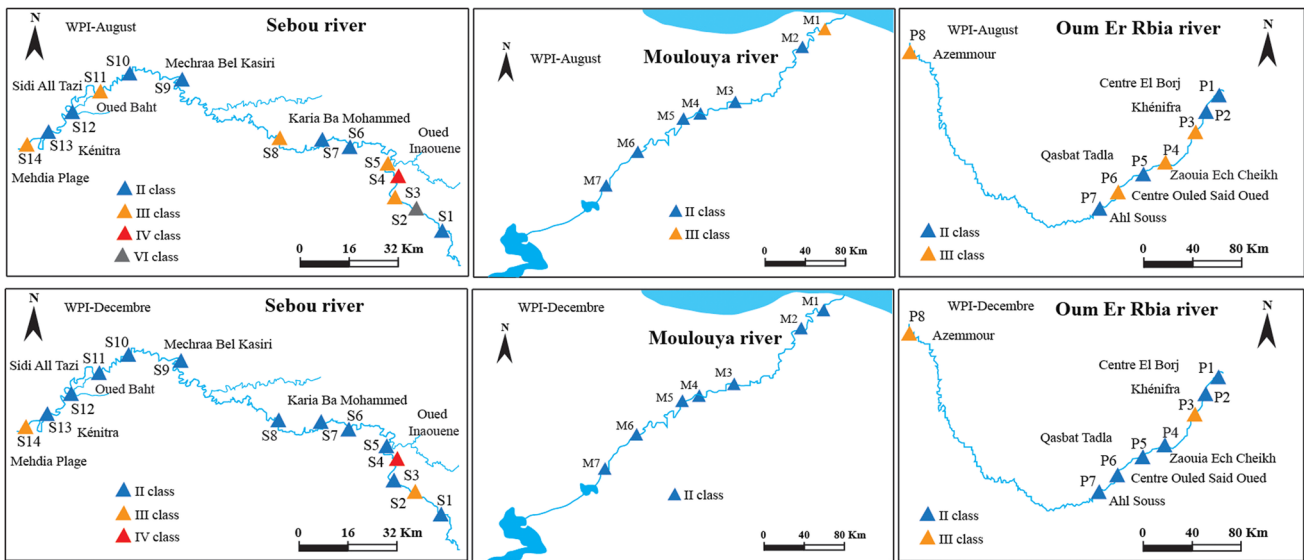 N
WPI-August
Sebou river
S10
Mechraa Bel Kasiri
Sidi All Tazi
S11
S9
Oued Baht
S12
Karia Ba Mohammed
S13
Kénitra
S6
Oued
Inaouene
S14
S8
S7
S5
Mehdia Plage
S4
S3
II class
S2
S1
III class
IV class
0 16 32 Km
VI class
WPI-August
M1
N
M2
Moulouya river
M3
M4
M5
M6
M7
II class
III class
0 40 80 Km
P8
WPI-August
Oum Er Rbia river
N
Azemmour
Centre El Borj
P1
Khénifra
P2
P3
Qasbat Tadla
P4
P5
Zaouia Ech Cheikh
P6
Centre Ouled Said Oued
P7
Ahl Souss
II class
III class
0 40 80 Km
N
WPI-Decembre
Sebou river
S10
Mechraa Bel Kasiri
Sidi All Tazi
S11
S9
Oued Baht
S12
Karia Ba Mohammed
S13
Kénitra
S6
Oued
Inaouene
S14
S8
S7
S5
Mehdia Plage
S4
S3
II class
S2
S1
III class
IV class
0 16 32 Km
WPI-Decembre
M1
N
M2
Moulouya river
M3
M4
M5
M6
M7
II class
0 40 80 Km
P8
WPI-Decembre
Oum Er Rbia river
N
Azemmour
Centre El Borj
P1
Khénifra
P2
P3
Qasbat Tadla
P4
P5
Zaouia Ech Cheikh
P6
Centre Ouled Said Oued
P7
Ahl Souss
II class
III class
0 40 80 Km